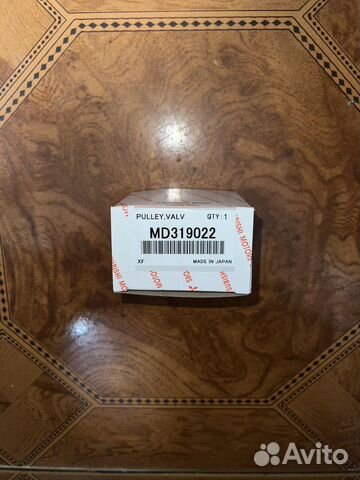 PULLEY,VALV QTY:1
MD319022
XF MADE IN JAPAN
Avito